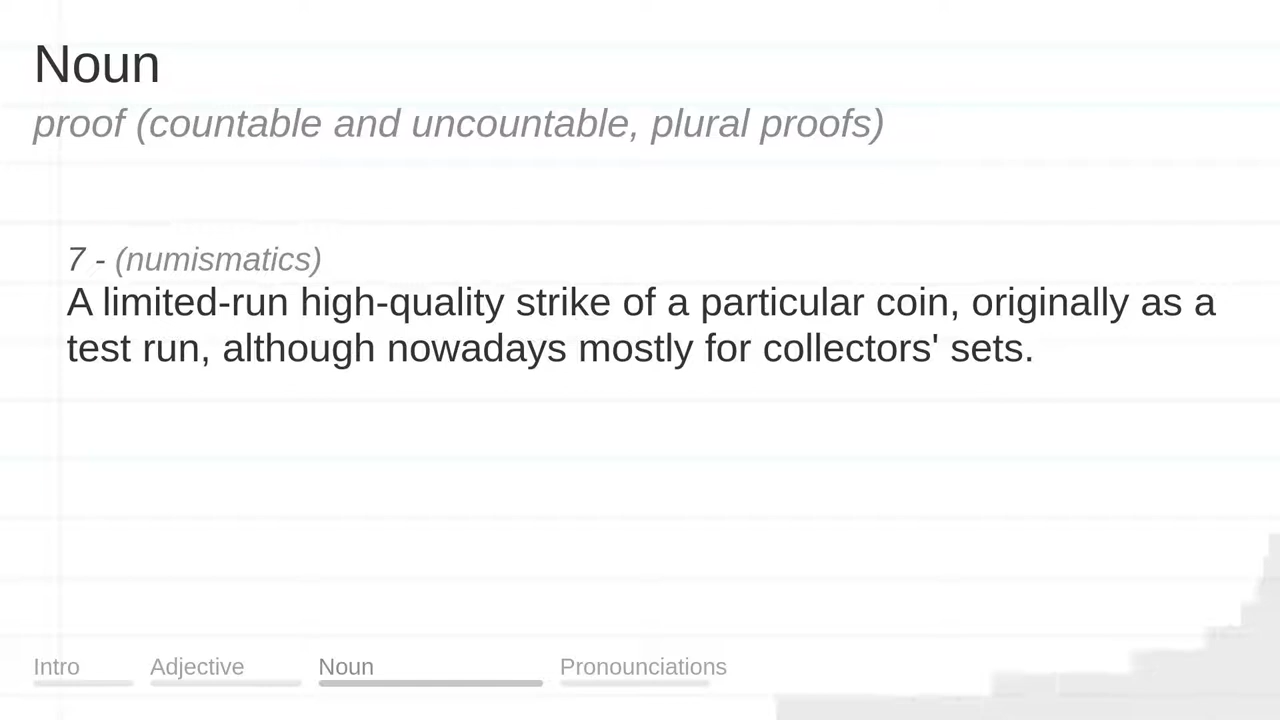 Noun
proof (countable and uncountable, plural proofs)
7 - (numismatics)
A limited-run high-quality strike of a particular coin, originally as a
test run, although nowadays mostly for collectors' sets.
Intro Adjective Noun Pronounciations